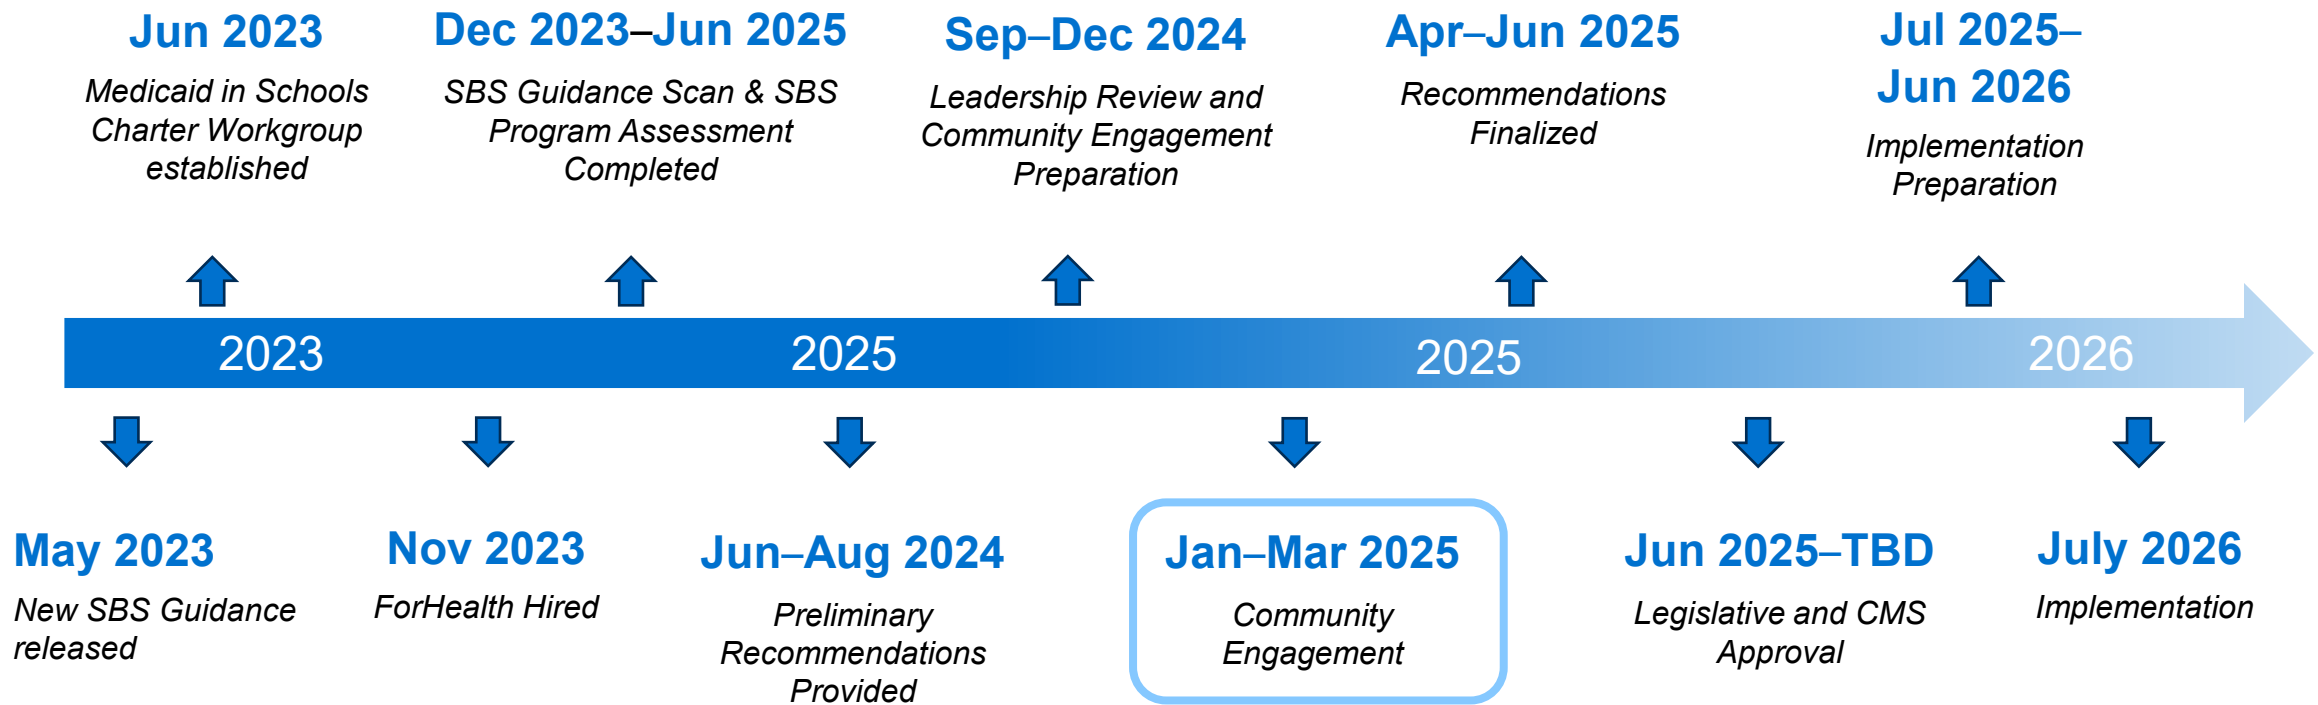 Jun 2023
Medicaid in Schools
Charter Workgroup
established
Dec 2023–Jun 2025
SBS Guidance Scan & SBS
Program Assessment
Completed
Sep–Dec 2024
Leadership Review and
Community Engagement
Preparation
Apr–Jun 2025
Recommendations
Finalized
Jul 2025–
Jun 2026
Implementation
Preparation
2023
2025
2025
2026
May 2023
New SBS Guidance
released
Nov 2023
ForHealth Hired
Jun–Aug 2024
Preliminary
Recommendations
Provided
Jan–Mar 2025
Community
Engagement
Jun 2025–TBD
Legislative and CMS
Approval
July 2026
Implementation